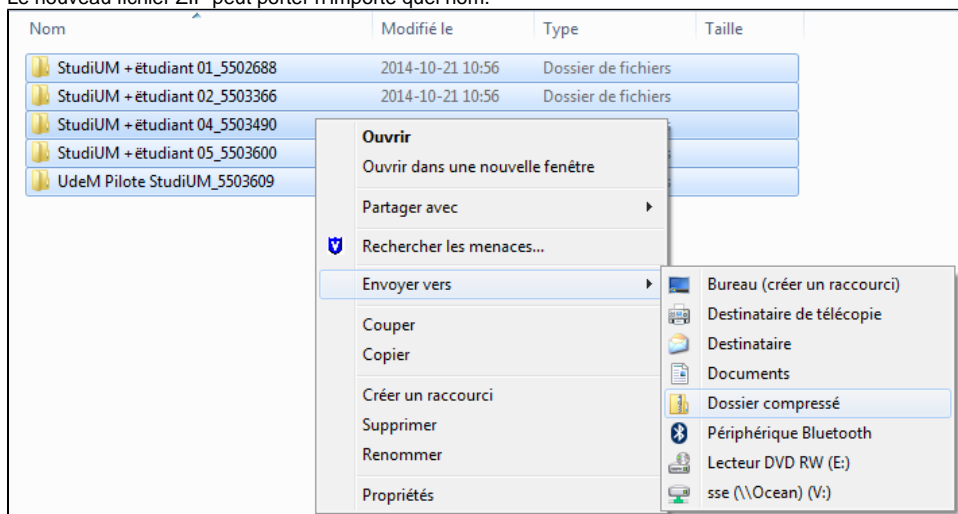 Le nouveau fichier ZIP peut porter n'importe quel nom.
Nom Modifié le Type Taille
StudiUM +ëtudiant 01_5502688 2014-10-21 10:56 Dossier de fichiers
StudiUM +ëtudiant 02_5503366 2014-10-21 10:56 Dossier de fichiers
StudiUM +ëtudiant 04_5503490
StudiUM +ëtudiant 05_5503600
UdeM Pilote StudiUM_5503609
Ouvrir
Ouvrir dans une nouvelle fenêtre
Partager avec
Rechercher les menaces...
Envoyer vers
Couper
Copier
Créer un raccourci
Supprimer
Renommer
Propriétés
Bureau (créer un raccourci)
Destinataire de télécopie
Destinataire
Documents
Dossier compressé
Périphérique Bluetooth
Lecteur DVD RW (E:)
sse (\\Ocean) (V:)